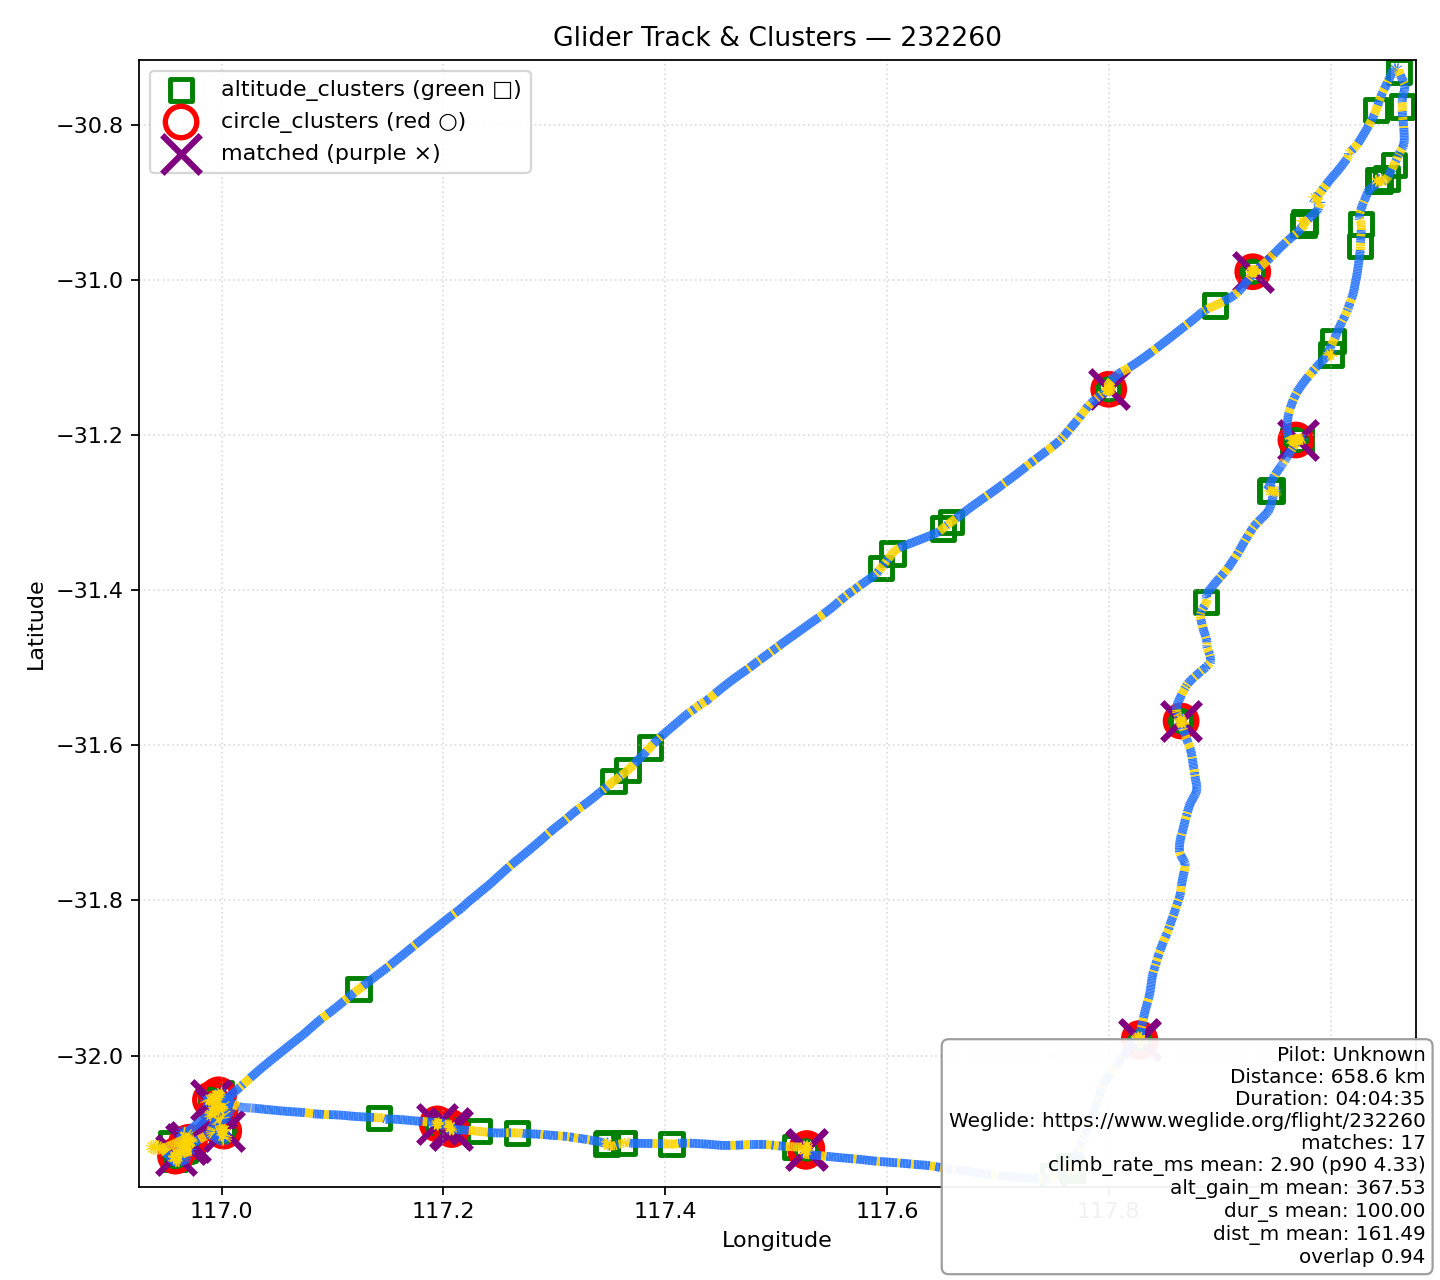 Glider Track & Clusters — 232260
altitude_clusters (green □)
circle_clusters (red ○)
matched (purple ×)
Latitude
−30.8
−31.0
−31.2
−31.4
−31.6
−31.8
−32.0
117.0
117.2
117.4
117.6
117.8
Longitude
Pilot: Unknown
Distance: 658.6 km
Duration: 04:04:35
Weglide: https://www.weglide.org/flight/232260
matches: 17
climb_rate_ms mean: 2.90 (p90 4.33)
alt_gain_m mean: 367.53
dur_s mean: 100.00
dist_m mean: 161.49
overlap 0.94